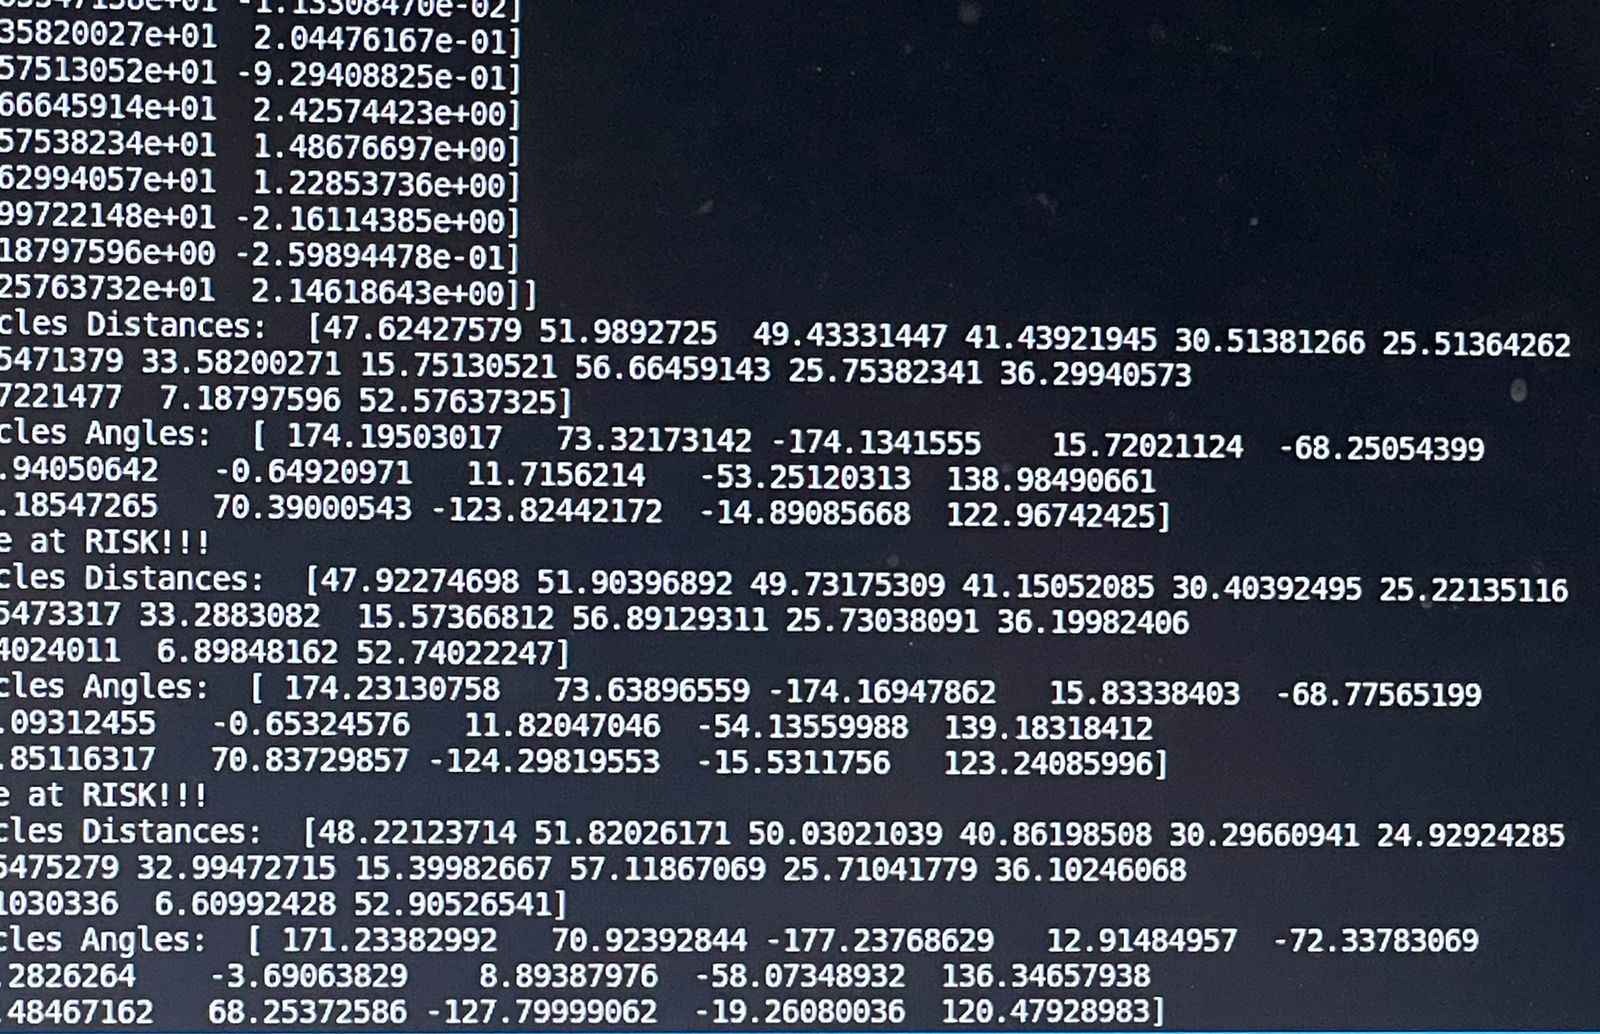 -1.13308470e-02]
35820027e+01  2.04476167e-01]
57513052e+01 -9.29408825e-01]
66645914e+01  2.42574423e+00]
57538234e+01  1.48676697e+00]
62994057e+01  1.22853736e+00]
99722148e+01 -2.16114385e+00]
18797596e+00 -2.59894478e-01]
25763732e+01  2.14618643e+00]]
cles Distances:  [47.62427579 51.9892725  49.43331447 41.43921945 30.51381266 25.51364262
5471379 33.58200271 15.75130521 56.66459143 25.75382341 36.29940573
7221477  7.18797596 52.57637325]
cles Angles:  [ 174.19503017   73.32173142 -174.1341555    15.72021124  -68.25054399
.94050642   -0.64920971   11.7156214   -53.25120313  138.98490661
.18547265   70.39000543 -123.82442172  -14.89085668  122.96742425]
e at RISK!!!
cles Distances:  [47.92274698 51.90396892 49.73175309 41.15052085 30.40392495 25.22135116
5473317 33.2883082  15.57366812 56.89129311 25.73038091 36.19982406
4024011  6.89848162 52.74022247]
cles Angles:  [ 174.23130758   73.63896559 -174.16947862   15.83338403  -68.77565199
.09312455   -0.65324576   11.82047046  -54.13559988  139.18318412
.85116317   70.83729857 -124.29819553  -15.5311756   123.24085996]
e at RISK!!!
cles Distances:  [48.22123714 51.82026171 50.03021039 40.86198508 30.29660941 24.92924285
5475279 32.99472715 15.39982667 57.11867069 25.71041779 36.10246068
1030336  6.60992428 52.90526541]
cles Angles:  [ 171.23382992   70.92392844 -177.23768629   12.91484957  -72.33783069
.2826264    -3.69063829    8.89387976  -58.07348932  136.34657938
.48467162   68.25372586 -127.79999062  -19.26080036  120.47928983]